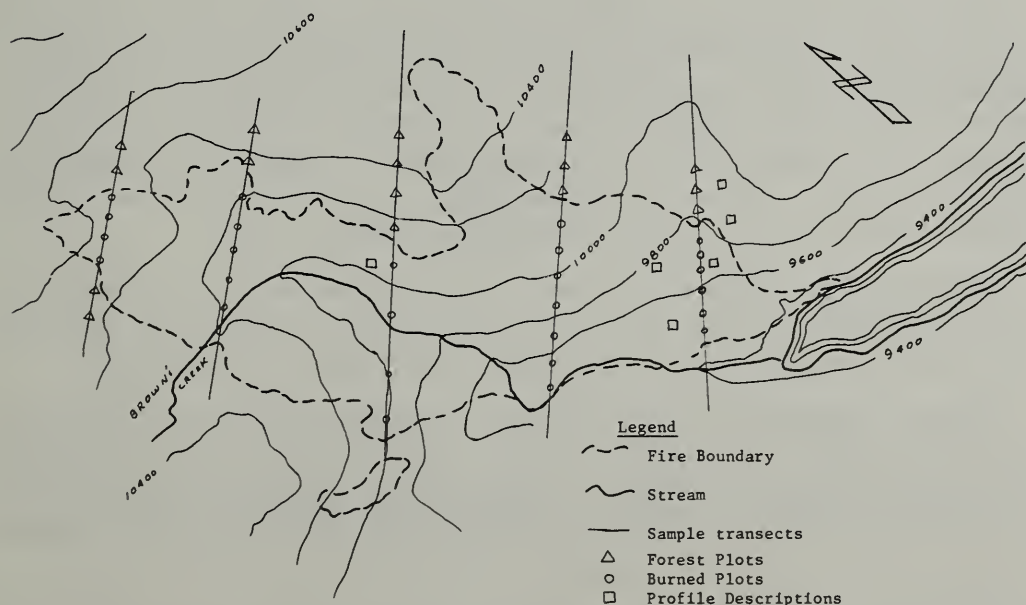 10600
10400
10000
9800
9600
9400
9400
BROWN'S
CREEK
10400
Legend
Fire Boundary
Stream
Sample transects
Forest Plots
Burned Plots
Profile Descriptions